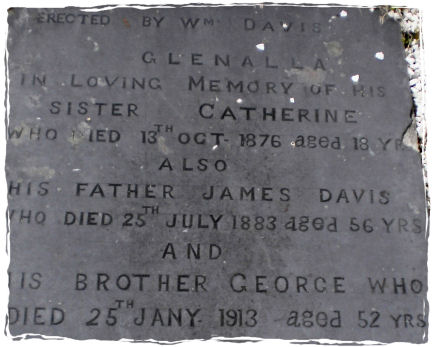 ERECTED BY Wm DAVIS
GLENALLA
IN LOVING MEMORY OF HIS
SISTER CATHERINE
WHO DIED 13TH OCT. 1876 aged 18 YR
ALSO
HIS FATHER JAMES DAVIS
WHO DIED 25TH JULY 1883 aged 56 YRS
AND
HIS BROTHER GEORGE WHO
DIED 25TH JANY. 1913 aged 52 YRS